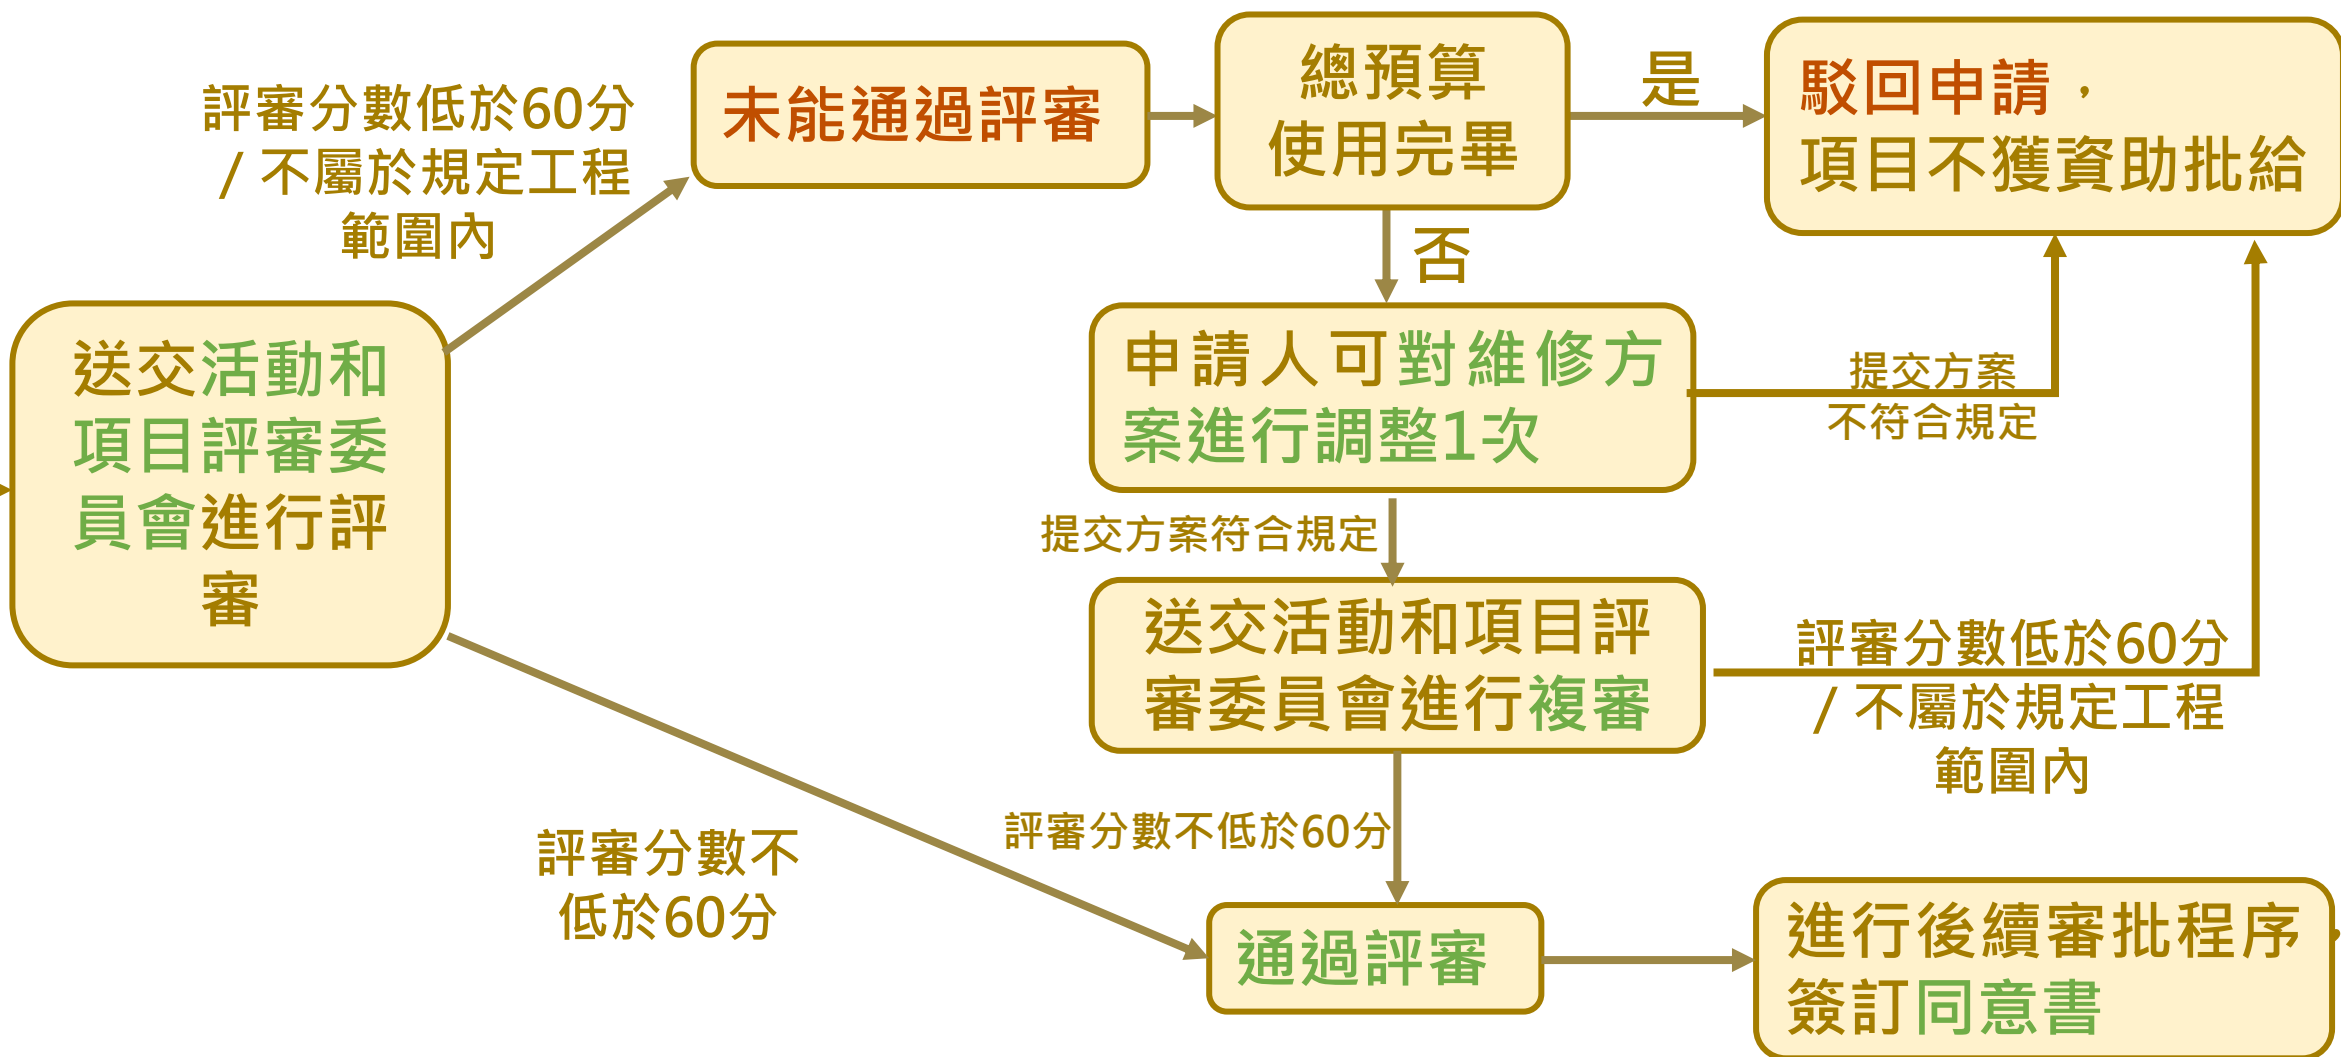 評審分數低於60分
/ 不屬於規定工程
範圍內
未能通過評審
總預算
使用完畢
是
駁回申請，
項目不獲資助批給
否
送交活動和
項目評審委
員會進行評
審
申請人可對維修方
案進行調整1次
提交方案
不符合規定
提交方案符合規定
送交活動和項目評
審委員會進行複審
評審分數低於60分
/ 不屬於規定工程
範圍內
評審分數不
低於60分
評審分數不低於60分
通過評審
進行後續審批程序
簽訂同意書